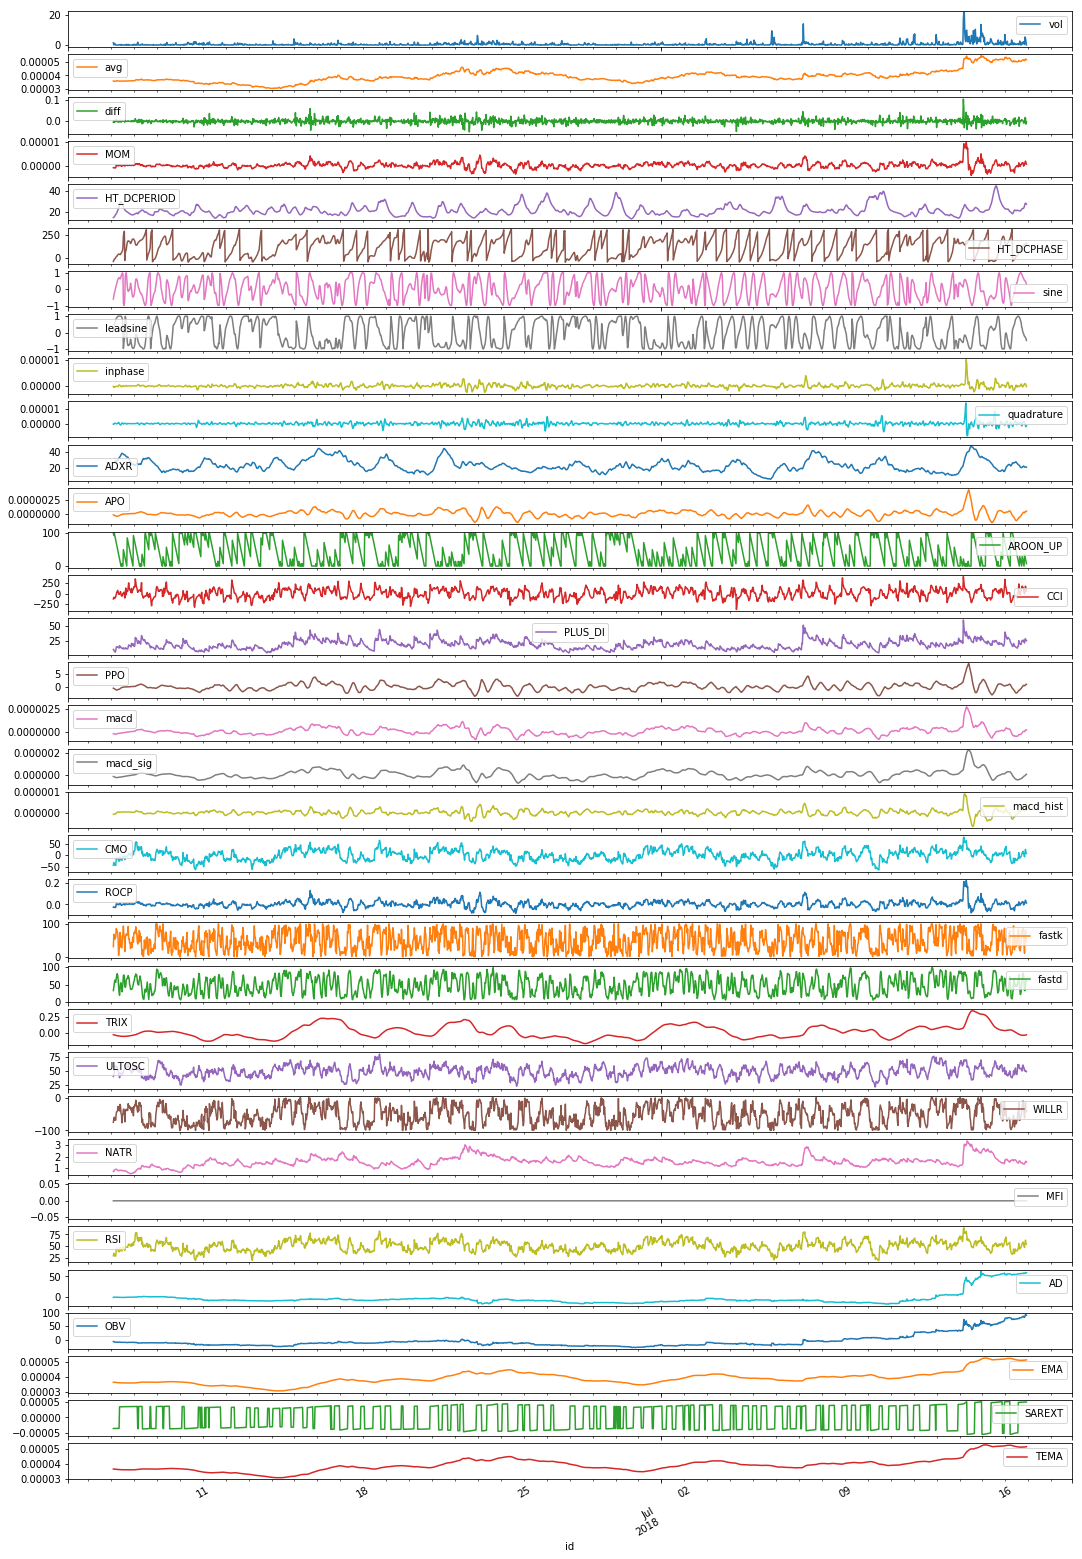 20
0
vol
0.00005
0.00004
0.00003
avg
0.1
0.0
diff
0.00001
0.00000
MOM
40
20
HT_DCPERIOD
250
0
HT_DCPHASE
1
0
−1
sine
1
0
−1
leadsine
0.00001
0.00000
inphase
0.00001
0.00000
quadrature
40
20
ADXR
0.0000025
0.0000000
APO
100
0
AROON_UP
250
0
−250
CCI
50
25
PLUS_DI
5
0
PPO
0.0000025
0.0000000
macd
0.000002
0.000000
macd_sig
0.000001
0.000000
macd_hist
50
0
−50
CMO
0.2
0.0
ROCP
100
0
fastk
100
50
0
fastd
0.25
0.00
TRIX
75
50
25
ULTOSC
0
−100
WILLR
3
2
1
NATR
0.05
0.00
−0.05
MFI
75
50
25
RSI
50
0
AD
100
50
0
OBV
0.00005
0.00004
0.00003
EMA
0.00005
0.00000
−0.00005
SAREXT
0.00005
0.00004
0.00003
TEMA
11 18 25 02 09 16
Jul
2018
id